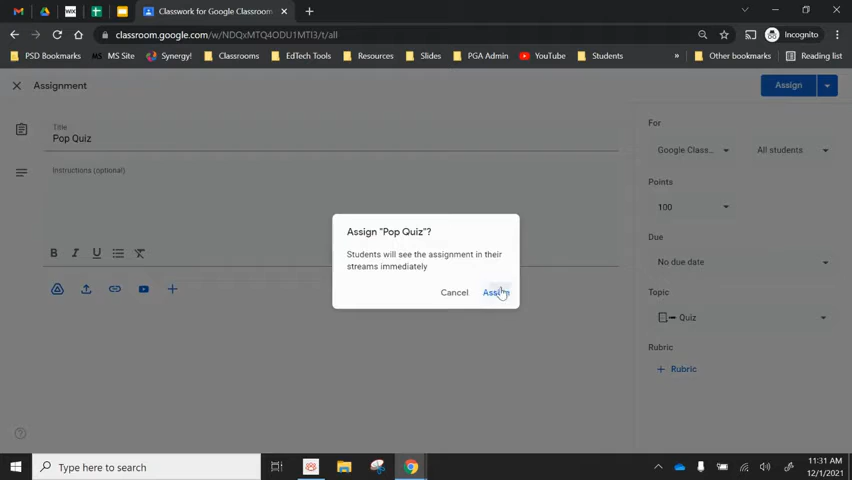 Classwork for Google Classroom
classroom.google.com/w/NDQxMTQ4ODU1MTI3/t/all
Incognito
PSD Bookmarks
MS Site
Synergy!
Classrooms
EdTech Tools
Resources
Slides
PGA Admin
YouTube
Students
»
Other bookmarks
Reading list
Assignment
Assign
Title
Pop Quiz
Instructions (optional)
B I U
For
Google Class...
All students
Points
100
Due
No due date
Topic
Quiz
Rubric
+ Rubric
Assign "Pop Quiz"?
Students will see the assignment in their
streams immediately
Cancel
Assign
Type here to search
11:31 AM
12/1/2021